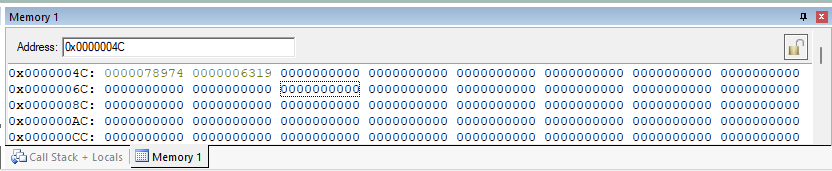 Memory 1
Address: 0x0000004C
0x0000004C: 0000078974 0000006319 0000000000 0000000000 0000000000 0000000000 0000000000 0000000000
0x0000006C: 0000000000 0000000000 0000000000 0000000000 0000000000 0000000000 0000000000 0000000000
0x0000008C: 0000000000 0000000000 0000000000 0000000000 0000000000 0000000000 0000000000 0000000000
0x000000AC: 0000000000 0000000000 0000000000 0000000000 0000000000 0000000000 0000000000 0000000000
0x000000CC: 0000000000 0000000000 0000000000 0000000000 0000000000 0000000000 0000000000 0000000000
Call Stack + Locals Memory 1